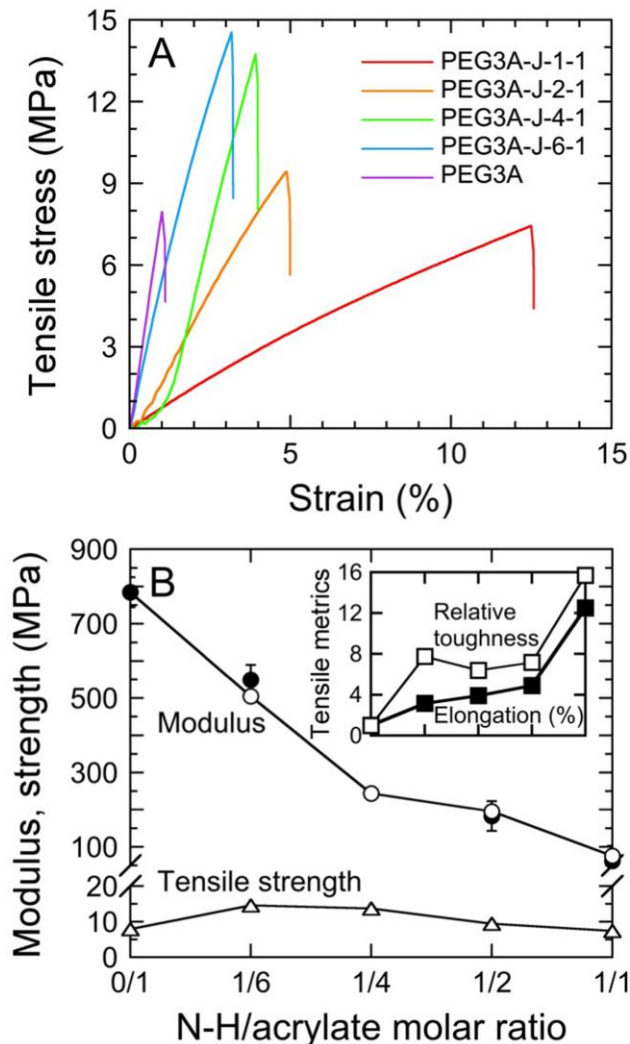 A
Tensile stress (MPa)
15
12
9
6
3
0
PEG3A-J-1-1
PEG3A-J-2-1
PEG3A-J-4-1
PEG3A-J-6-1
PEG3A
0
5
10
15
Strain (%)
B
Modulus, strength (MPa)
900
700
500
300
100
20
10
0
Modulus
Tensile strength
Tensile metrics
16
12
8
4
0
Relative
toughness
Elongation (%)
0/1
1/6
1/4
1/2
1/1
N-H/acrylate molar ratio